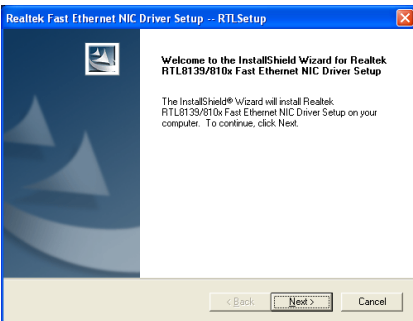 Realtek Fast Ethernet NIC Driver Setup -- RTLSetup
Welcome to the InstallShield Wizard for Realtek
RTL8139/810x Fast Ethernet NIC Driver Setup
The InstallShield® Wizard will install Realtek
RTL8139/810x Fast Ethernet NIC Driver Setup on your
computer. To continue, click Next.
< Back Next > Cancel